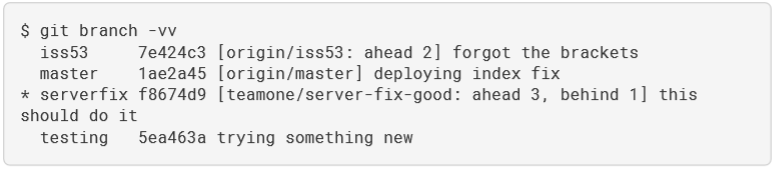 $ git branch -vv
  iss53     7e424c3 [origin/iss53: ahead 2] forgot the brackets
  master    1ae2a45 [origin/master] deploying index fix
* serverfix f8674d9 [teamone/server-fix-good: ahead 3, behind 1] this
should do it
  testing   5ea463a trying something new